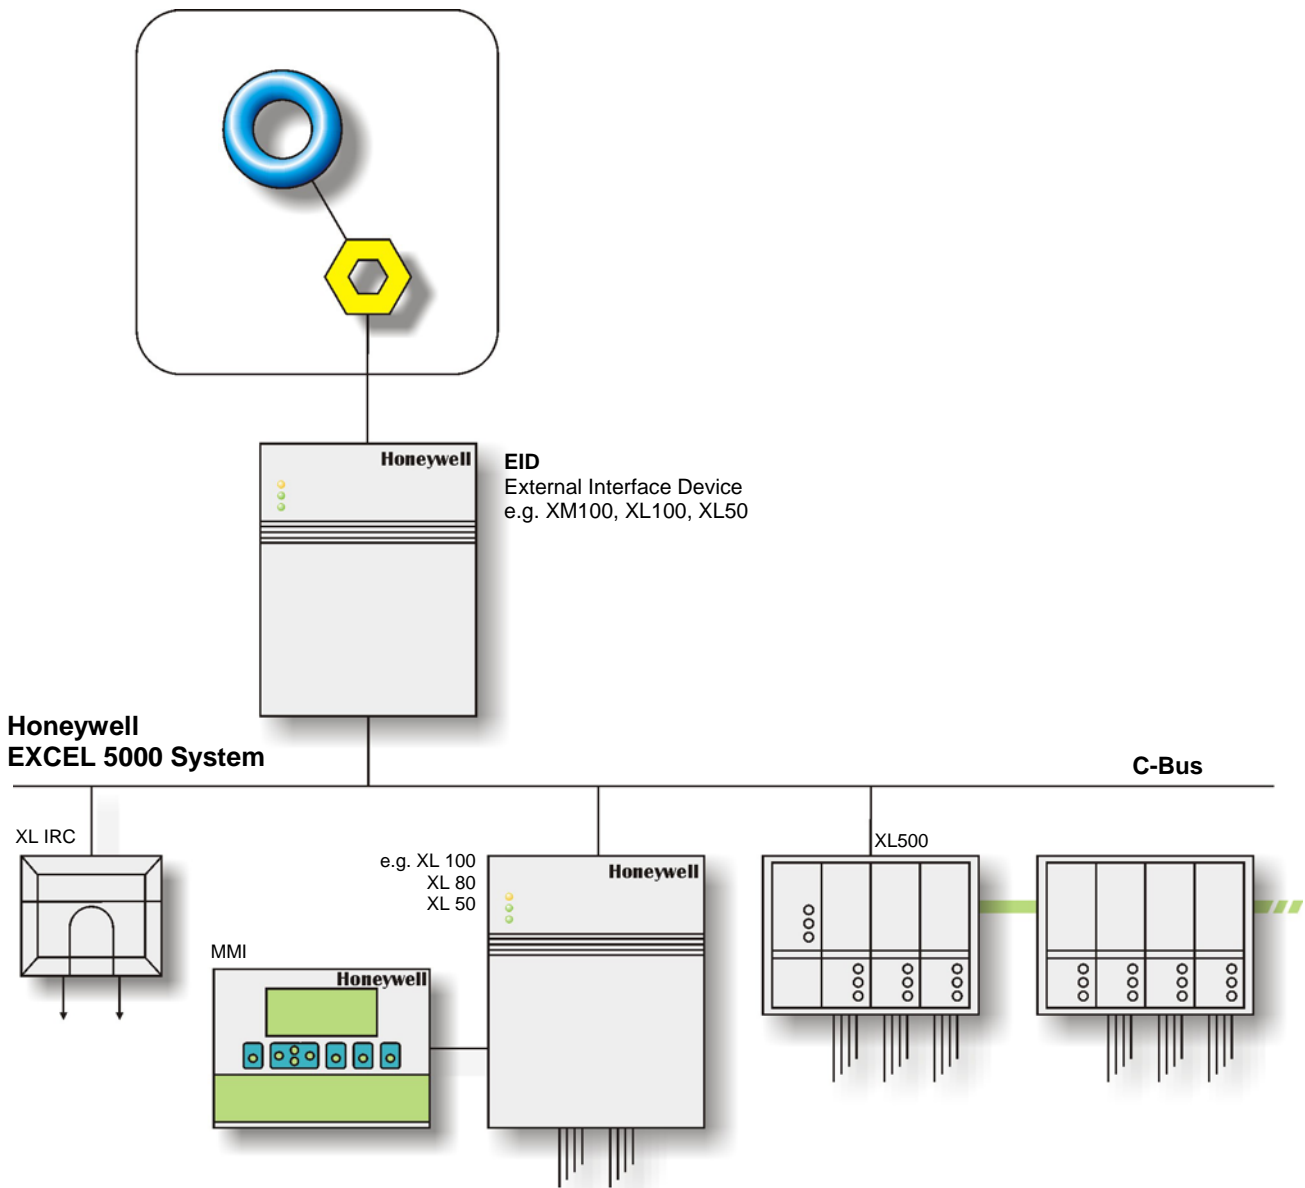 Honeywell
EID
External Interface Device
e.g. XM100, XL100, XL50
Honeywell
EXCEL 5000 System
C-Bus
XL IRC
e.g. XL 100
XL 80
XL 50
Honeywell
XL500
MMI
Honeywell